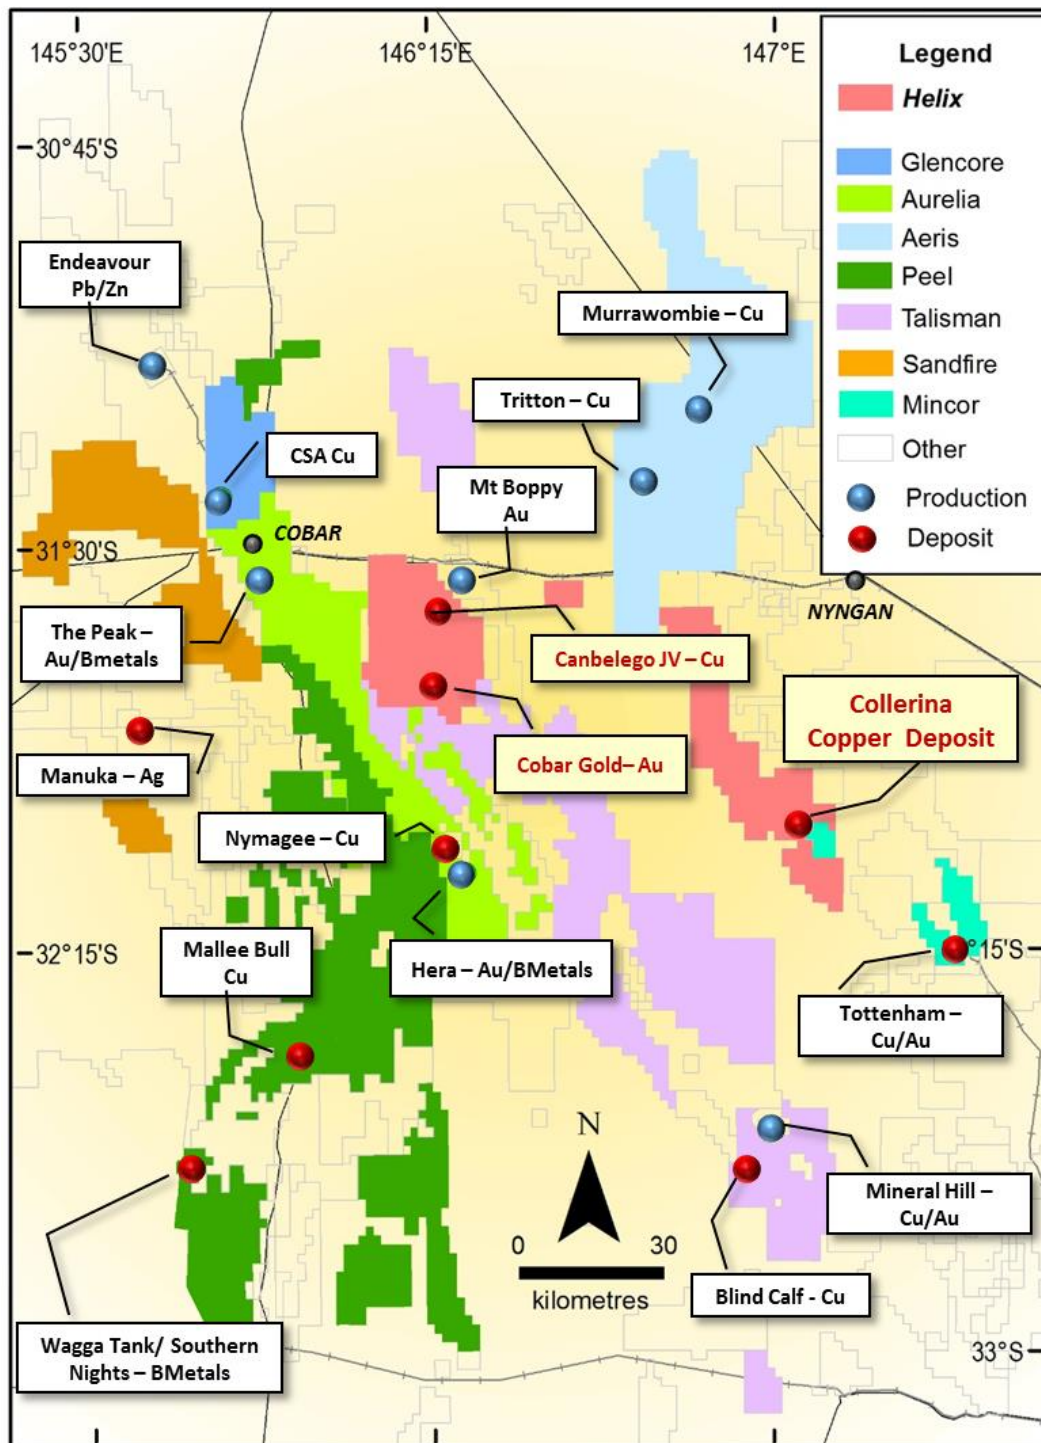 145°30'E
146°15'E
147°E
Legend
Helix
Glencore
Aurelia
Aeris
Peel
Talisman
Sandfire
Mincor
Other
Production
Deposit
30°45'S
Endeavour
Pb/Zn
Murrawombie – Cu
Tritton – Cu
CSA Cu
Mt Boppy
Au
COBAR
31°30'S
NYNGAN
The Peak –
Au/Bmetals
Canbelego JV – Cu
Collerina
Copper Deposit
Cobar Gold– Au
Manuka – Ag
Nymagee – Cu
Mallee Bull
Cu
32°15'S
Hera – Au/BMetals
°15'S
Tottenham –
Cu/Au
N
0
30
kilometres
Mineral Hill –
Cu/Au
Blind Calf - Cu
Wagga Tank/ Southern
Nights – BMetals
33°S